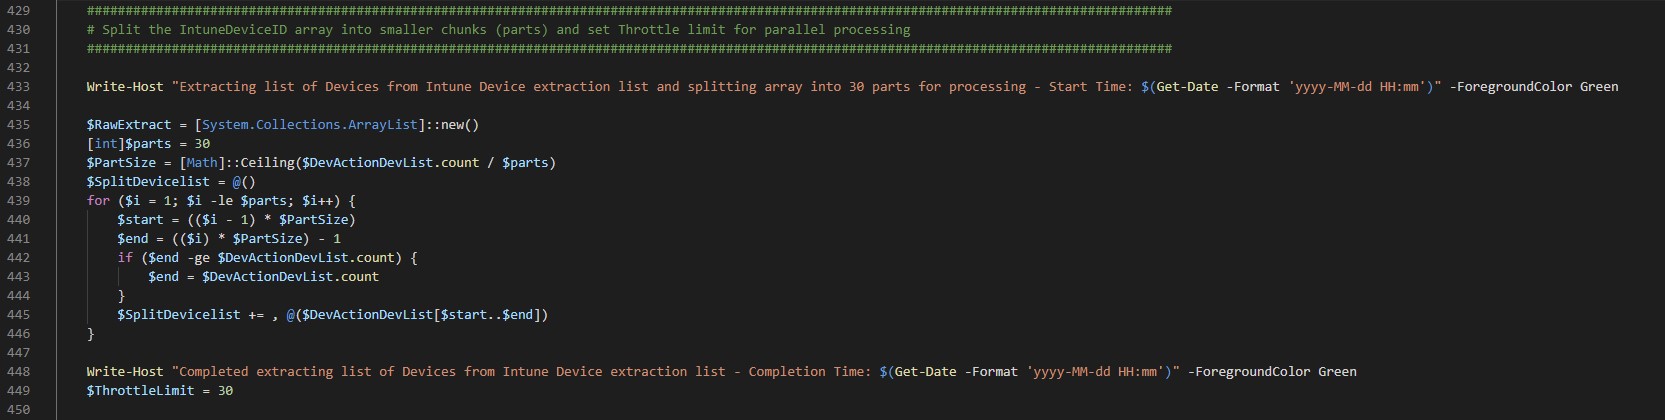 429 #############################################################################################################################################
430 # Split the IntuneDeviceID array into smaller chunks (parts) and set Throttle limit for parallel processing
431 #############################################################################################################################################
432
433 Write-Host "Extracting list of Devices from Intune Device extraction list and splitting array into 30 parts for processing - Start Time: $(Get-Date -Format 'yyyy-MM-dd HH:mm')" -ForegroundColor Green
434
435 $RawExtract = [System.Collections.ArrayList]::new()
436 [int]$parts = 30
437 $PartSize = [Math]::Ceiling($DevActionDevList.count / $parts)
438 $SplitDevicelist = @()
439 for ($i = 1; $i -le $parts; $i++) {
440 $start = (($i - 1) * $PartSize)
441 $end = (($i) * $PartSize) - 1
442 if ($end -ge $DevActionDevList.count) {
443 $end = $DevActionDevList.count
444 }
445 $SplitDevicelist += , @($DevActionDevList[$start..$end])
446 }
447
448 Write-Host "Completed extracting list of Devices from Intune Device extraction list - Completion Time: $(Get-Date -Format 'yyyy-MM-dd HH:mm')" -ForegroundColor Green
449 $ThrottleLimit = 30
450